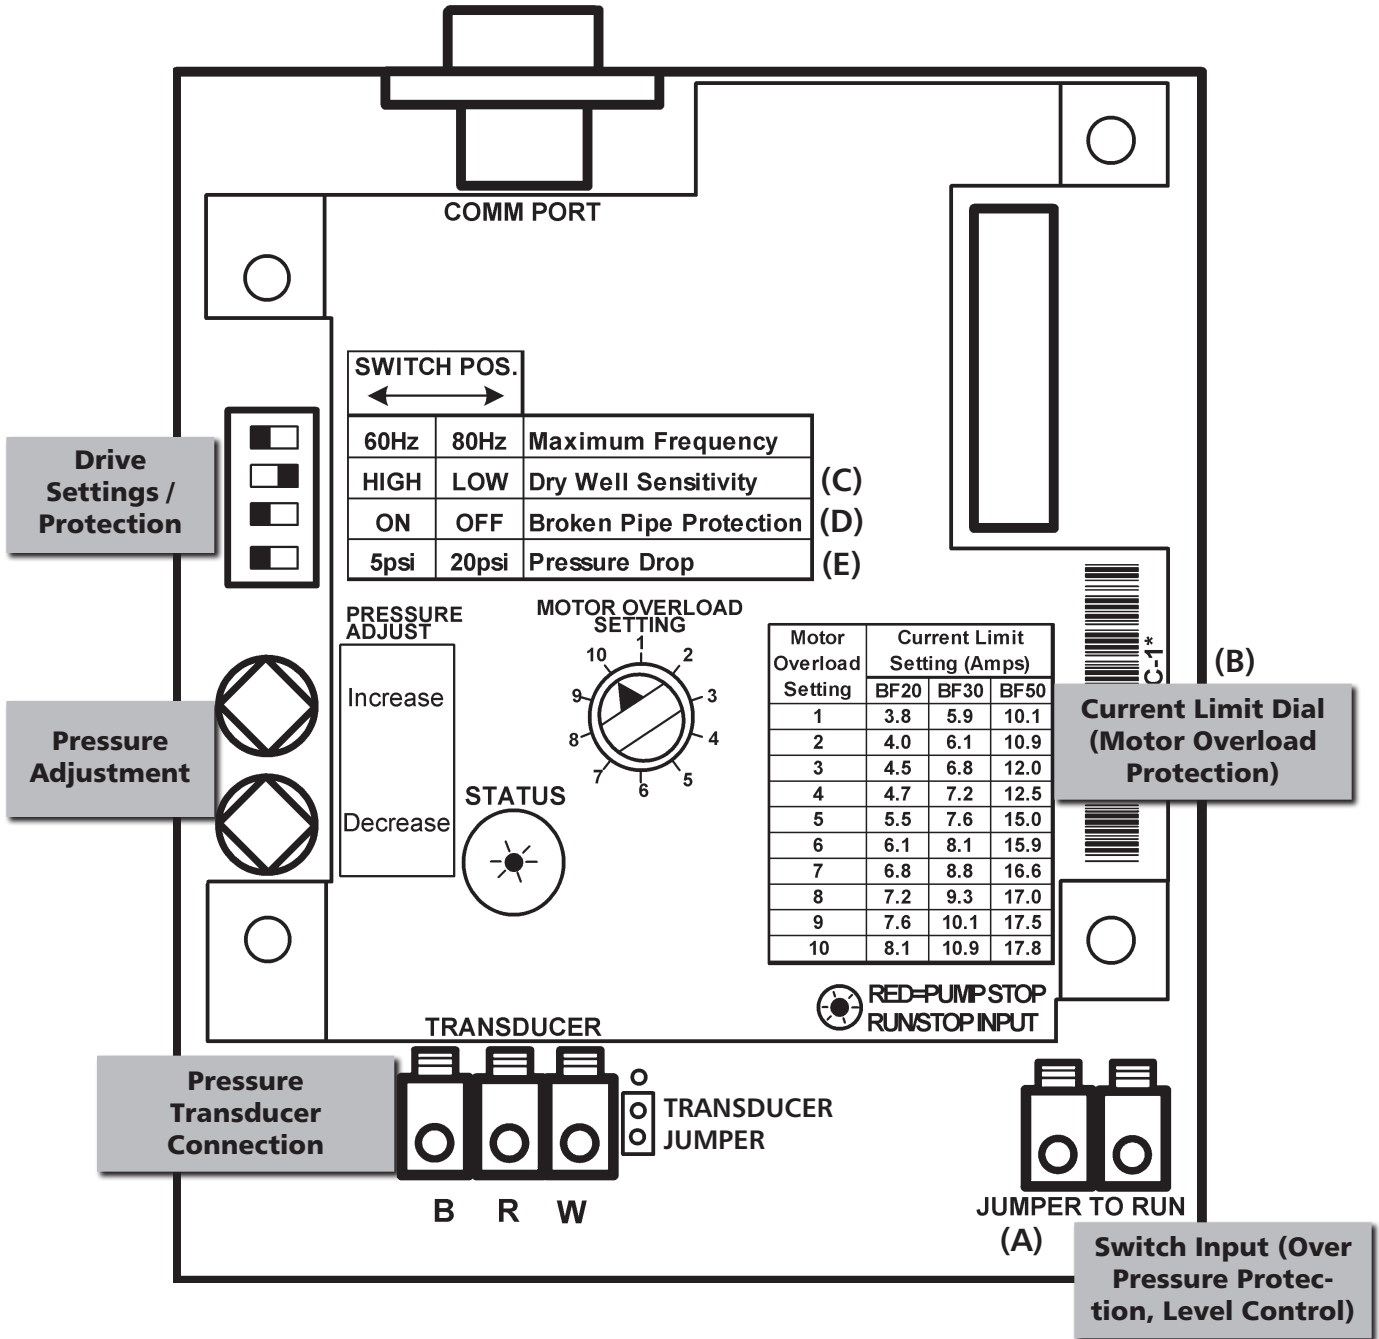 COMM PORT
SWITCH POS.
60Hz 80Hz Maximum Frequency
HIGH LOW Dry Well Sensitivity (C)
ON OFF Broken Pipe Protection (D)
5psi 20psi Pressure Drop (E)
Drive
Settings /
Protection
PRESSURE
ADJUST
Increase
Decrease
Pressure
Adjustment
MOTOR OVERLOAD
SETTING
1
2
3
4
5
6
7
8
9
10
STATUS
Motor Overload Setting Current Limit Setting (Amps)
BF20 BF30 BF50
1 3.8 5.9 10.1
2 4.0 6.1 10.9
3 4.5 6.8 12.0
4 4.7 7.2 12.5
5 5.5 7.6 15.0
6 6.1 8.1 15.9
7 6.8 8.8 16.6
8 7.2 9.3 17.0
9 7.6 10.1 17.5
10 8.1 10.9 17.8
C-1*
(B)
Current Limit Dial
(Motor Overload
Protection)
RED=PUMP STOP
RUN/STOP INPUT
TRANSDUCER
Pressure
Transducer
Connection
TRANSDUCER
JUMPER
B R W
JUMPER TO RUN
(A)
Switch Input (Over
Pressure Protec-
tion, Level Control)